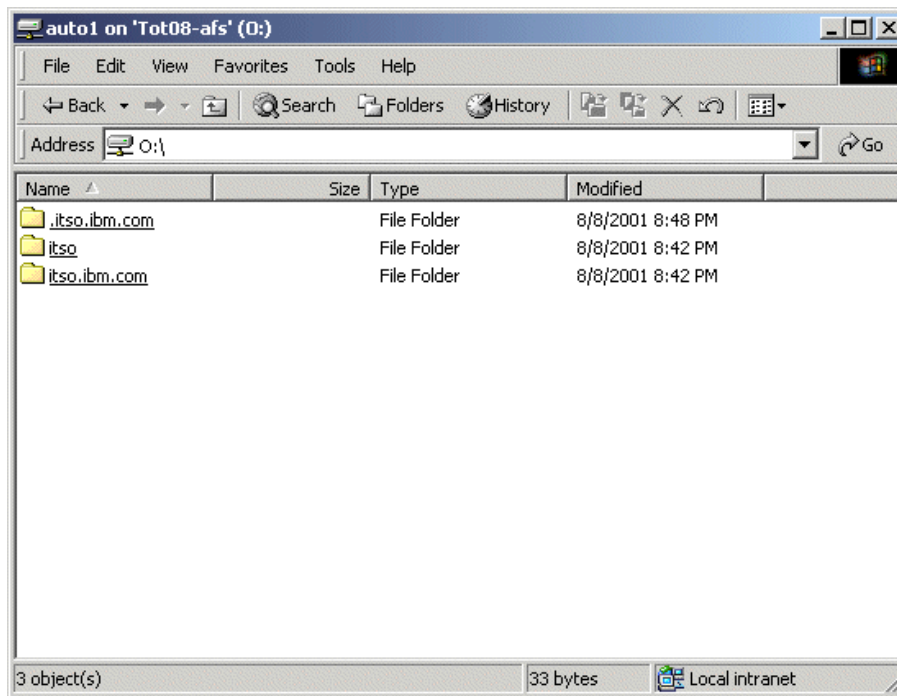 auto1 on 'Tot08-afs' (O:)
File Edit View Favorites Tools Help
Back Search Folders History
Address O:\ Go
Name Size Type Modified
.itso.ibm.com File Folder 8/8/2001 8:48 PM
itso File Folder 8/8/2001 8:42 PM
itso.ibm.com File Folder 8/8/2001 8:42 PM
3 object(s) 33 bytes Local intranet